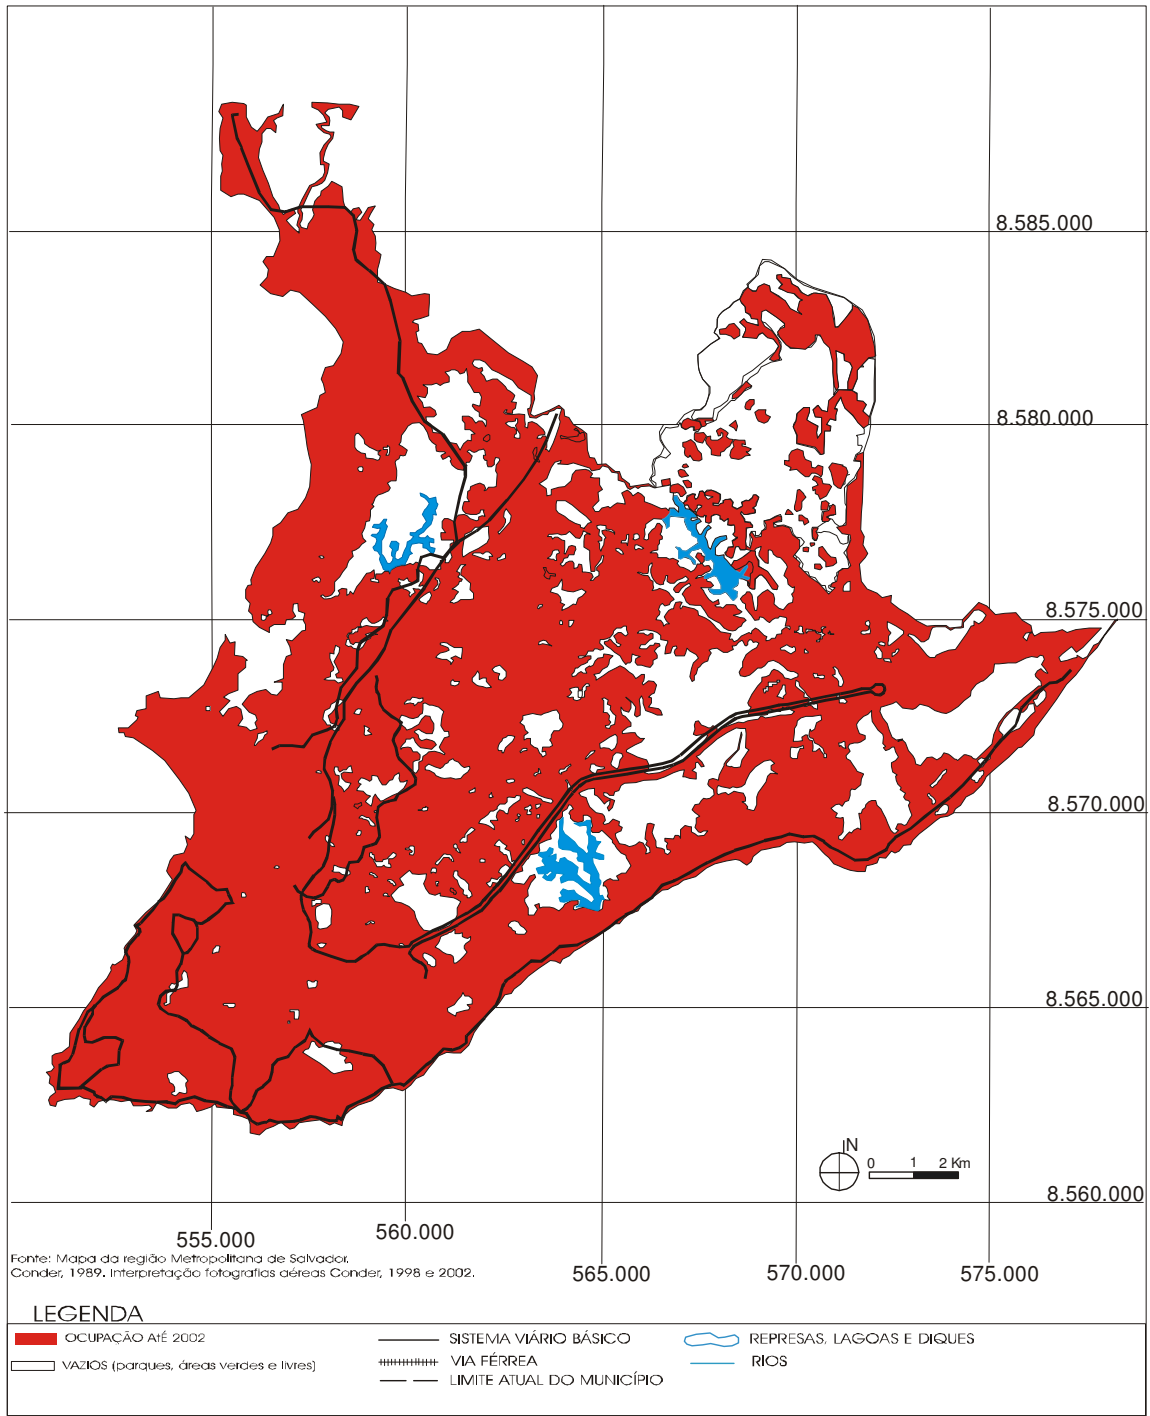 8.585.000
8.580.000
8.575.000
8.570.000
8.565.000
N
0 1 2 Km
8.560.000
555.000
560.000
565.000
570.000
575.000
Fonte: Mapa da região Metropolitana de Salvador,
Conder, 1989. Interpretação fotografias aéreas Conder, 1998 e 2002.
LEGENDA
OCUPAÇÃO AtÉ 2002
VAZIOS (parques, áreas verdes e livres)
SISTEMA VIÁRIO BÁSICO
VIA FÉRREA
LIMITE ATUAL DO MUNICÍPIO
REPRESAS, LAGOAS E DIQUES
RIOS